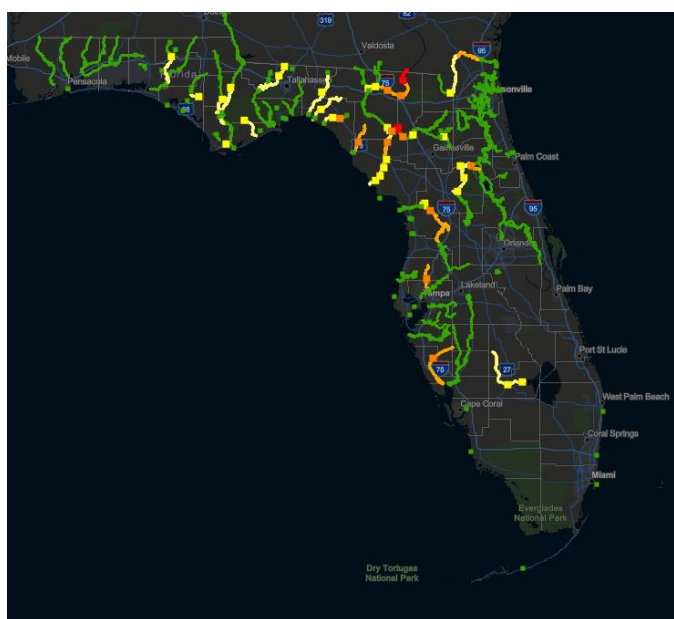 319
82
Mobile
Valdosta
95
Pensacola
Florida
Tallahassee
75
sonville
Gainesville
Palm Coast
75
95
Orlando
Lakeland
Tampa
Palm Bay
Port St Lucie
75
27
Cape Coral
West Palm Beach
Coral Springs
Miami
Everglades
National Park
Dry Tortugas
National Park